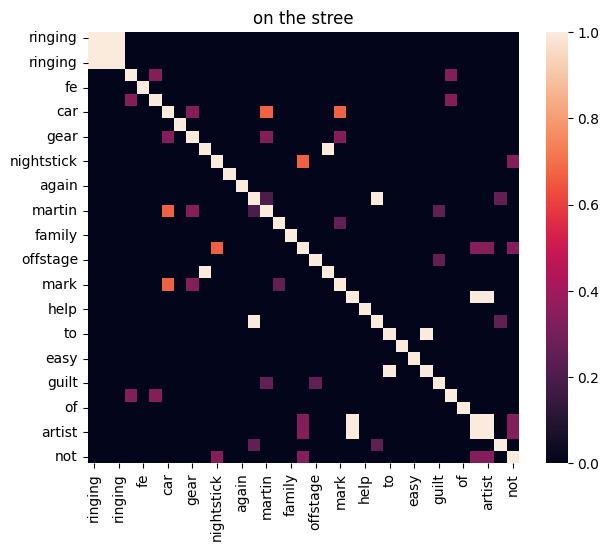 on the stree
ringing
ringing
fe
car
gear
nightstick
again
martin
family
offstage
mark
help
to
easy
guilt
of
artist
not
ringing
ringing
fe
car
gear
nightstick
again
martin
family
offstage
mark
help
to
easy
guilt
of
artist
not
1.0
0.8
0.6
0.4
0.2
0.0